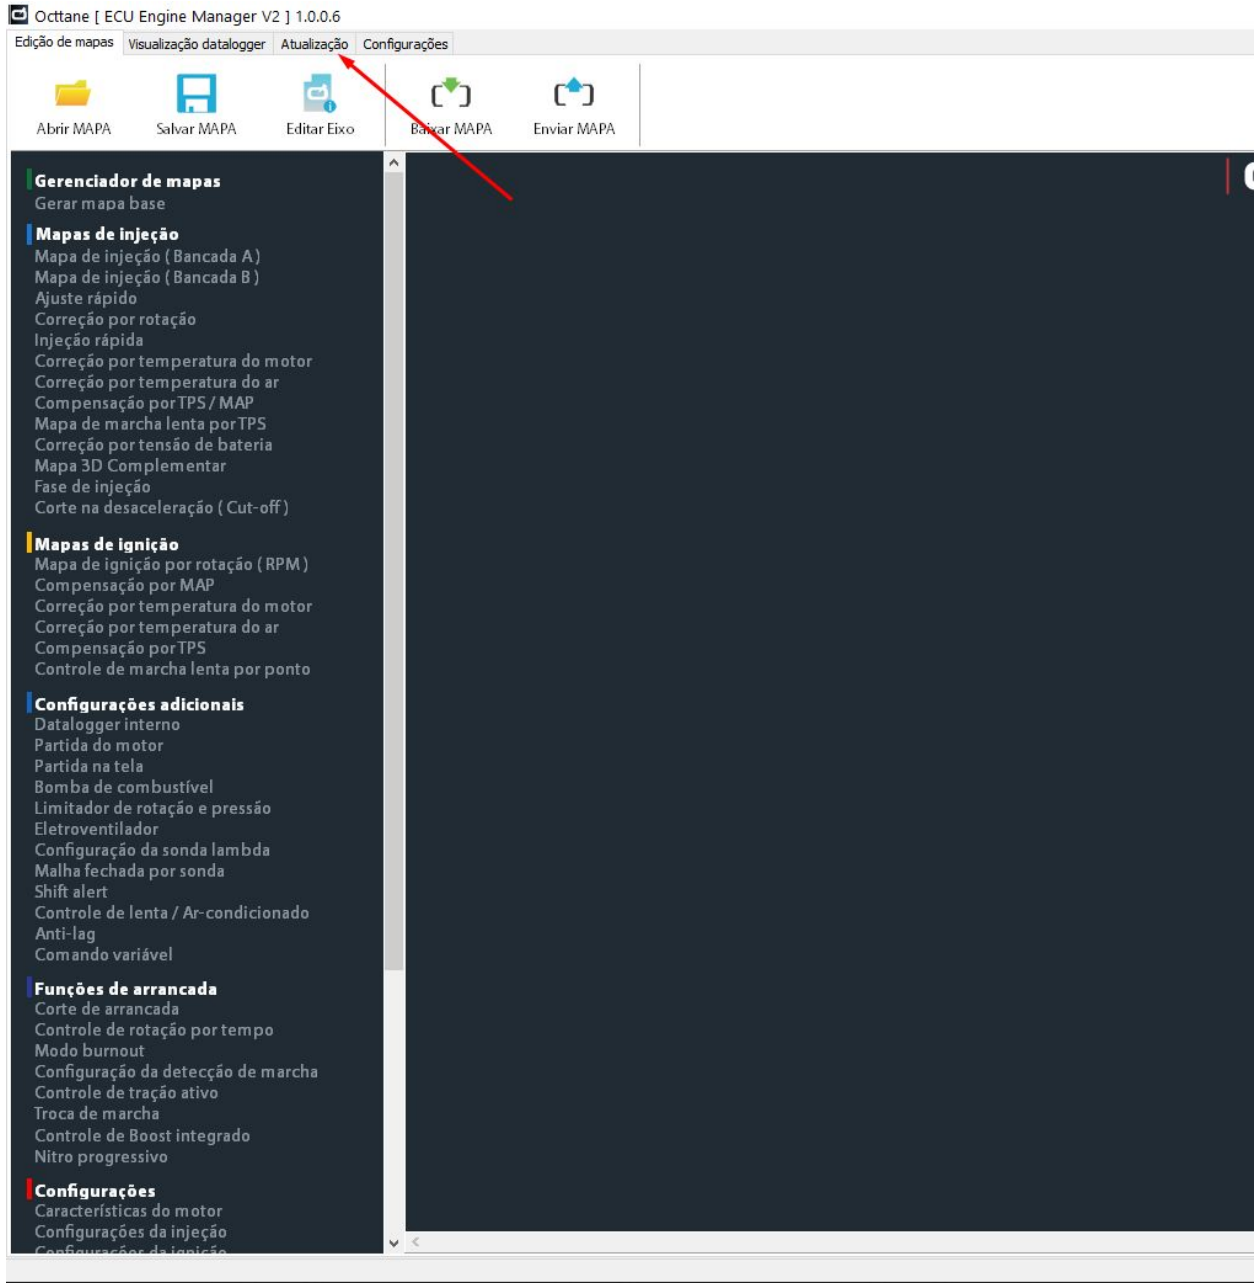 Octtane [ ECU Engine Manager V2 ] 1.0.0.6
Edição de mapas Visualização datalogger Atualização Configurações
Abrir MAPA Salvar MAPA Editar Eixo Baixar MAPA Enviar MAPA
Gerenciador de mapas
Gerar mapa base
Mapas de injeção
Mapa de injeção ( Bancada A )
Mapa de injeção ( Bancada B )
Ajuste rápido
Correção por rotação
Injeção rápida
Correção por temperatura do motor
Correção por temperatura do ar
Compensação por TPS / MAP
Mapa de marcha lenta por TPS
Correção por tensão de bateria
Mapa 3D Complementar
Fase de injeção
Corte na desaceleração ( Cut-off )
Mapas de ignição
Mapa de ignição por rotação ( RPM )
Compensação por MAP
Correção por temperatura do motor
Correção por temperatura do ar
Compensação por TPS
Controle de marcha lenta por ponto
Configurações adicionais
Datalogger interno
Partida do motor
Partida na tela
Bomba de combustível
Limitador de rotação e pressão
Eletroventilador
Configuração da sonda lambda
Malha fechada por sonda
Shift alert
Controle de lenta / Ar-condicionado
Anti-lag
Comando variável
Funções de arrancada
Corte de arrancada
Controle de rotação por tempo
Modo burnout
Configuração da detecção de marcha
Controle de tração ativo
Troca de marcha
Controle de Boost integrado
Nitro progressivo
Configurações
Características do motor
Configurações da injeção
Configurações da ignição